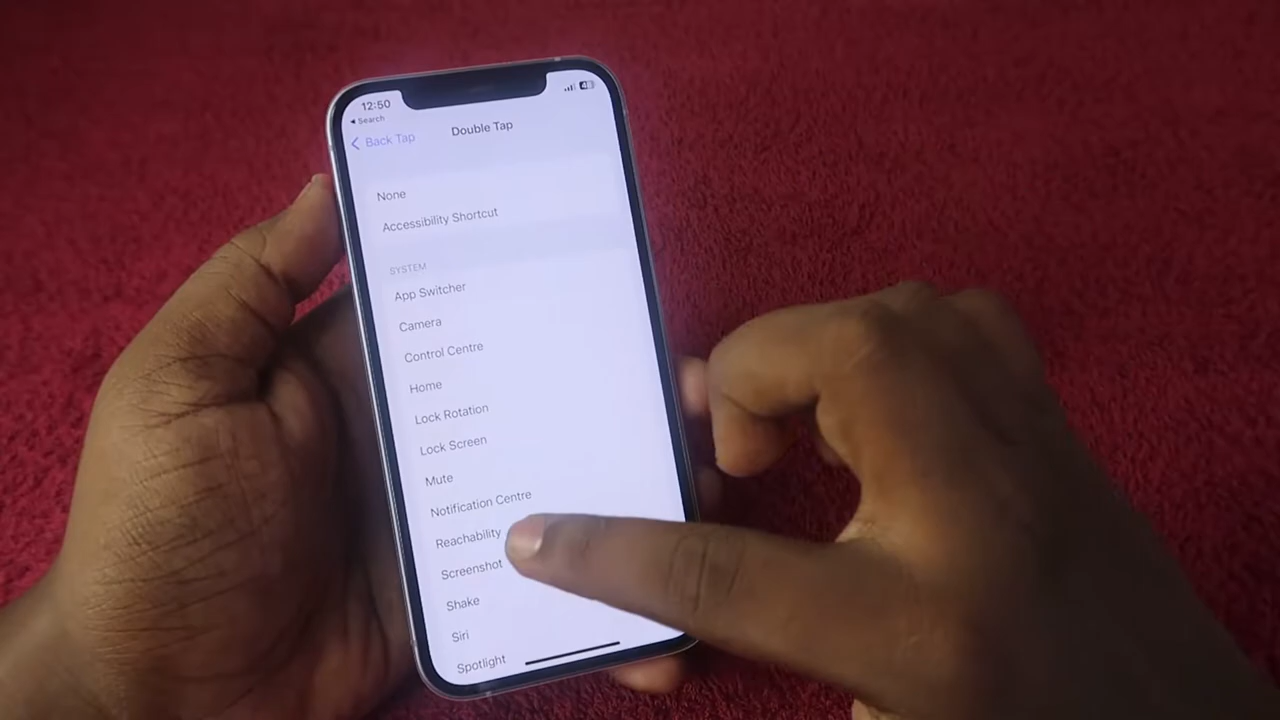 12:50
◂ Search
Back Tap
Double Tap
None
Accessibility Shortcut
SYSTEM
App Switcher
Camera
Control Centre
Home
Lock Rotation
Lock Screen
Mute
Notification Centre
Reachability
Screenshot
Shake
Siri
Spotlight